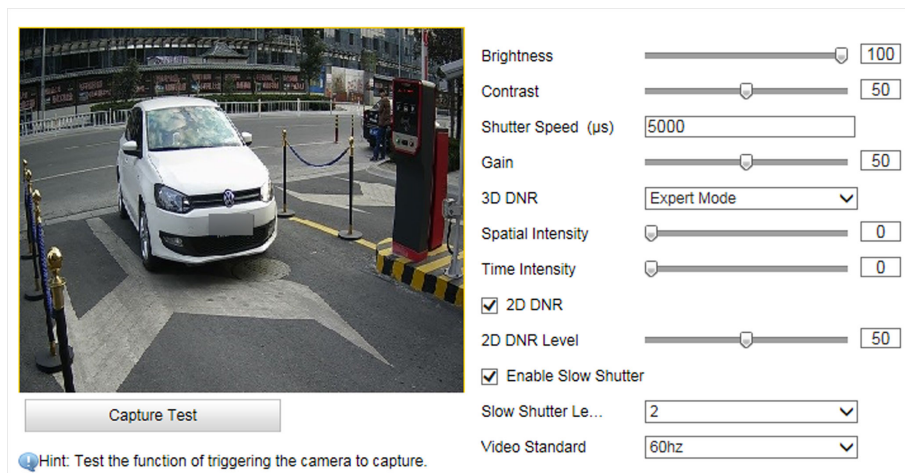 Brightness 100
Contrast 50
Shutter Speed (µs) 5000
Gain 50
3D DNR Expert Mode
Spatial Intensity 0
Time Intensity 0
2D DNR
2D DNR Level 50
Enable Slow Shutter
Slow Shutter Le... 2
Video Standard 60hz
Capture Test
Hint: Test the function of triggering the camera to capture.